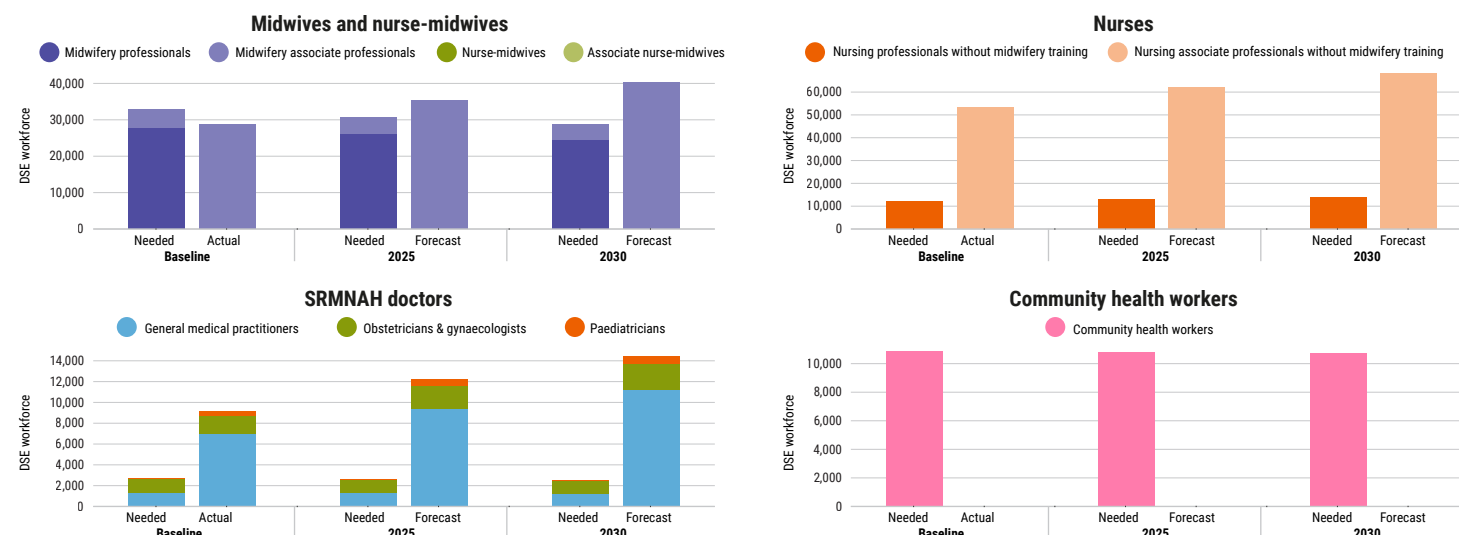 Midwives and nurse-midwives
Midwifery professionals Midwifery associate professionals Nurse-midwives Associate nurse-midwives
DSE workforce
40,000
30,000
20,000
10,000
0
Needed Actual Needed Forecast Needed Forecast
Baseline 2025 2030
Nurses
Nursing professionals without midwifery training Nursing associate professionals without midwifery training
DSE workforce
60,000
50,000
40,000
30,000
20,000
10,000
0
Needed Actual Needed Forecast Needed Forecast
Baseline 2025 2030
SRMNAH doctors
General medical practitioners Obstetricians & gynaecologists Paediatricians
DSE workforce
14,000
12,000
10,000
8,000
6,000
4,000
2,000
0
Needed Actual Needed Forecast Needed Forecast
Baseline 2025 2030
Community health workers
Community health workers
DSE workforce
10,000
8,000
6,000
4,000
2,000
0
Needed Actual Needed Forecast Needed Forecast
Baseline 2025 2030